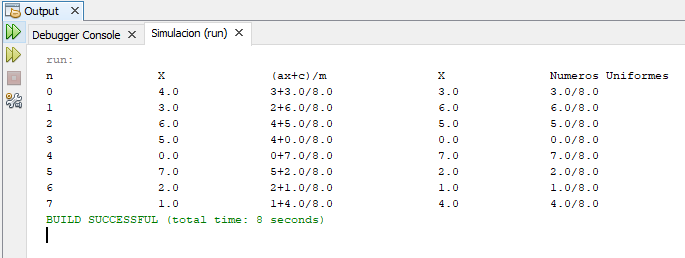 Output
Debugger Console
Simulacion (run)
run:
n X (ax+c)/m X Numeros Uniformes
0 4.0 3+3.0/8.0 3.0 3.0/8.0
1 3.0 2+6.0/8.0 6.0 6.0/8.0
2 6.0 4+5.0/8.0 5.0 5.0/8.0
3 5.0 4+0.0/8.0 0.0 0.0/8.0
4 0.0 0+7.0/8.0 7.0 7.0/8.0
5 7.0 5+2.0/8.0 2.0 2.0/8.0
6 2.0 2+1.0/8.0 1.0 1.0/8.0
7 1.0 1+4.0/8.0 4.0 4.0/8.0
BUILD SUCCESSFUL (total time: 8 seconds)